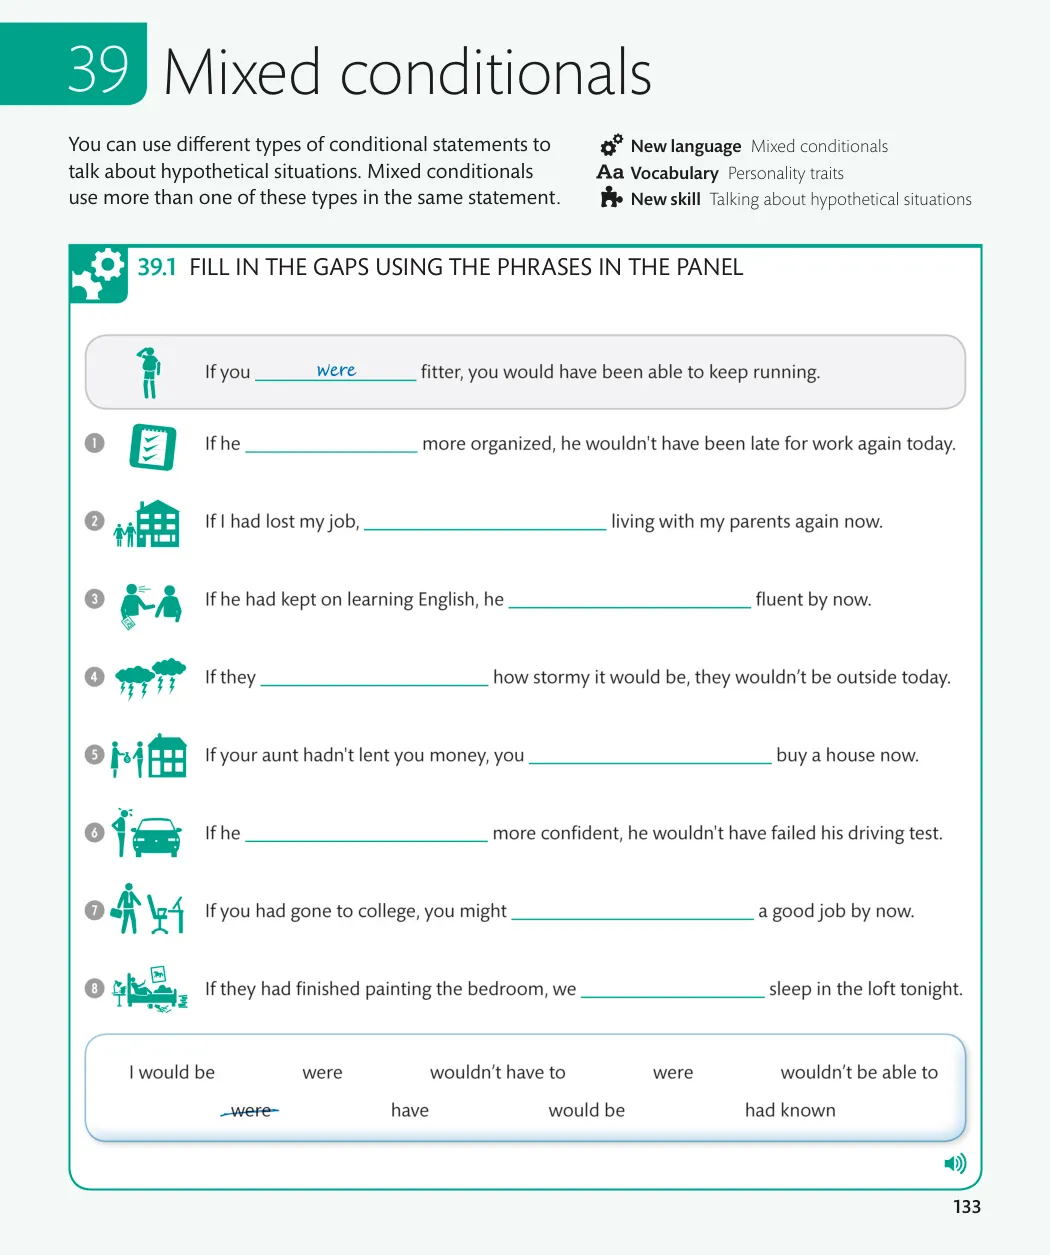 39 Mixed conditionals
You can use different types of conditional statements to
talk about hypothetical situations. Mixed conditionals
use more than one of these types in the same statement.
New language Mixed conditionals
Aa Vocabulary Personality traits
New skill Talking about hypothetical situations
39.1 FILL IN THE GAPS USING THE PHRASES IN THE PANEL
If you were fitter, you would have been able to keep running.
1 If he ________ more organized, he wouldn't have been late for work again today.
2 If I had lost my job, ________ living with my parents again now.
3 If he had kept on learning English, he ________ fluent by now.
4 If they ________ how stormy it would be, they wouldn’t be outside today.
5 If your aunt hadn't lent you money, you ________ buy a house now.
6 If he ________ more confident, he wouldn't have failed his driving test.
7 If you had gone to college, you might ________ a good job by now.
8 If they had finished painting the bedroom, we ________ sleep in the loft tonight.
I would be were wouldn’t have to were wouldn’t be able to
were have would be had known
133